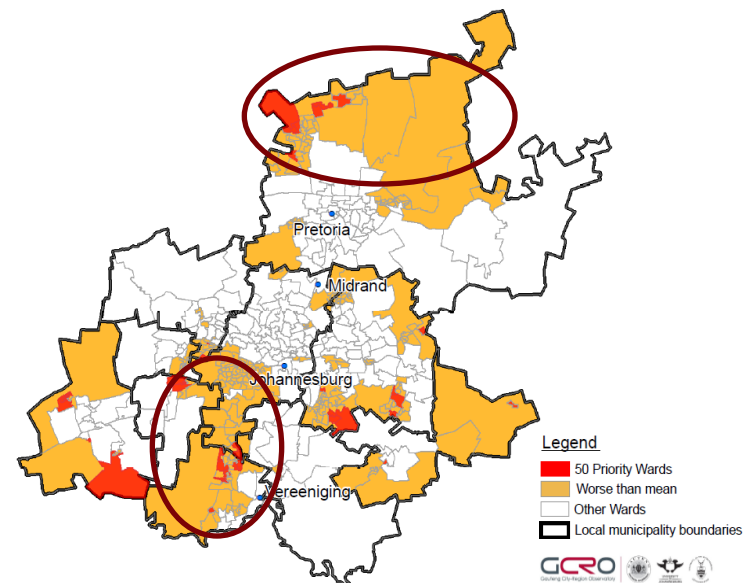 Pretoria
Midrand
Johannesburg
Vereeniging
Legend
50 Priority Wards
Worse than mean
Other Wards
Local municipality boundaries
GCRO
Gauteng City-Region Observatory